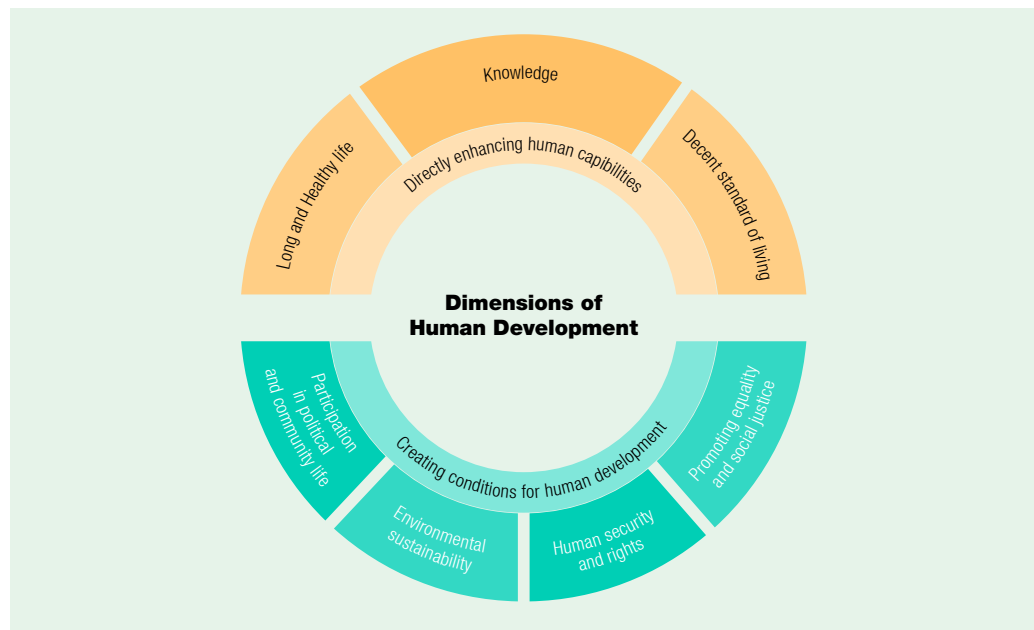 Knowledge
Long and Healthy life
Decent standard of living
Directly enhancing human capibilities
Dimensions of
Human Development
Participation
in political
and community life
Creating conditions for human development
Promoting equality
and social justice
Environmental
sustainability
Human security
and rights